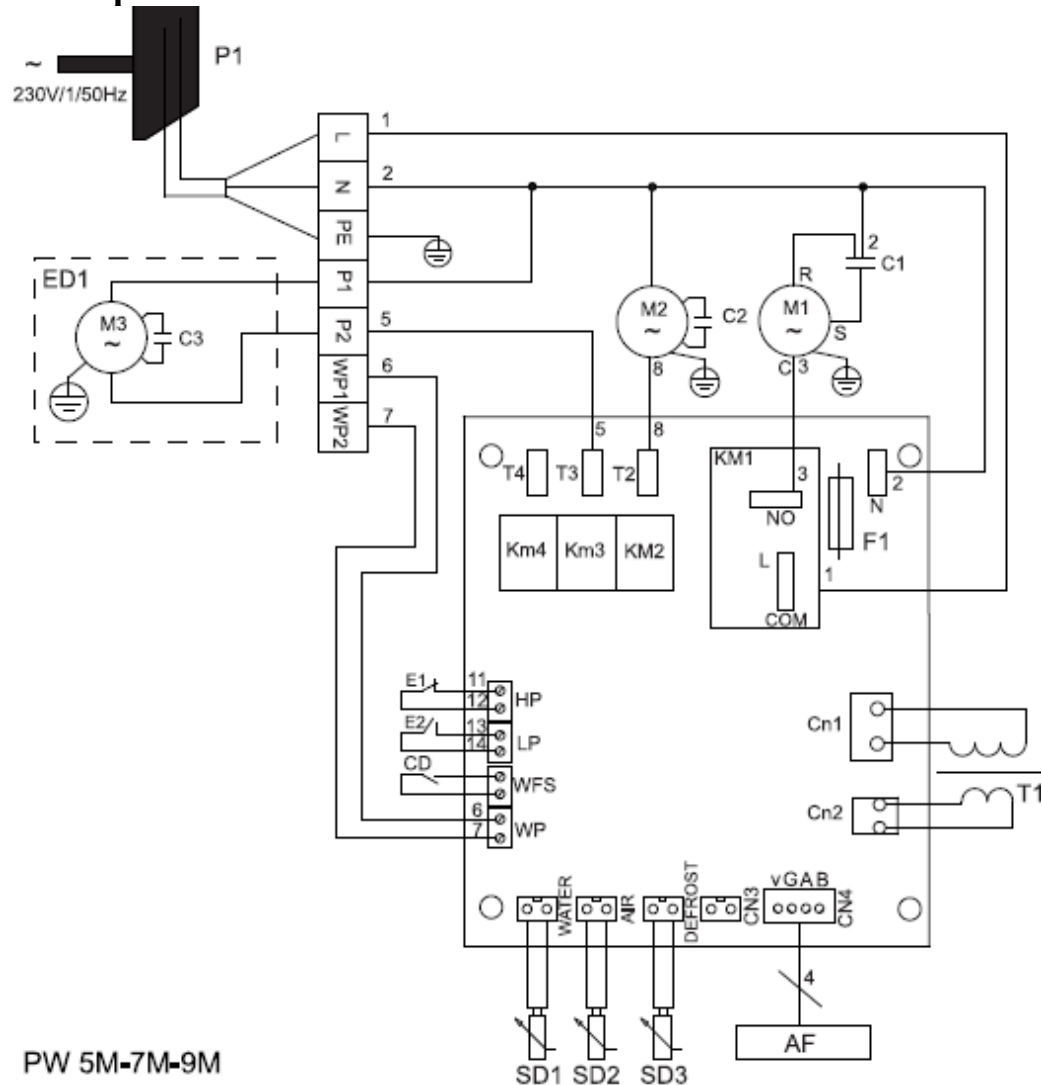 P1
~
230V/1/50Hz
L
1
N
2
PE
P1
P2
5
WP1
6
WP2
7
ED1
M3
~
C3
M2
~
C2
8
R
2
C1
M1
~
S
C
3
5
8
T4
T3
T2
KM1
3
NO
L
COM
1
F1
N
2
Km4
Km3
KM2
E1
11
12
HP
E2
13
14
LP
CD
WFS
6
7
WP
Cn1
T1
Cn2
WATER
AIR
DEFROST
CN3
vGAB
CN4
4
SD1
SD2
SD3
AF
PW 5M-7M-9M